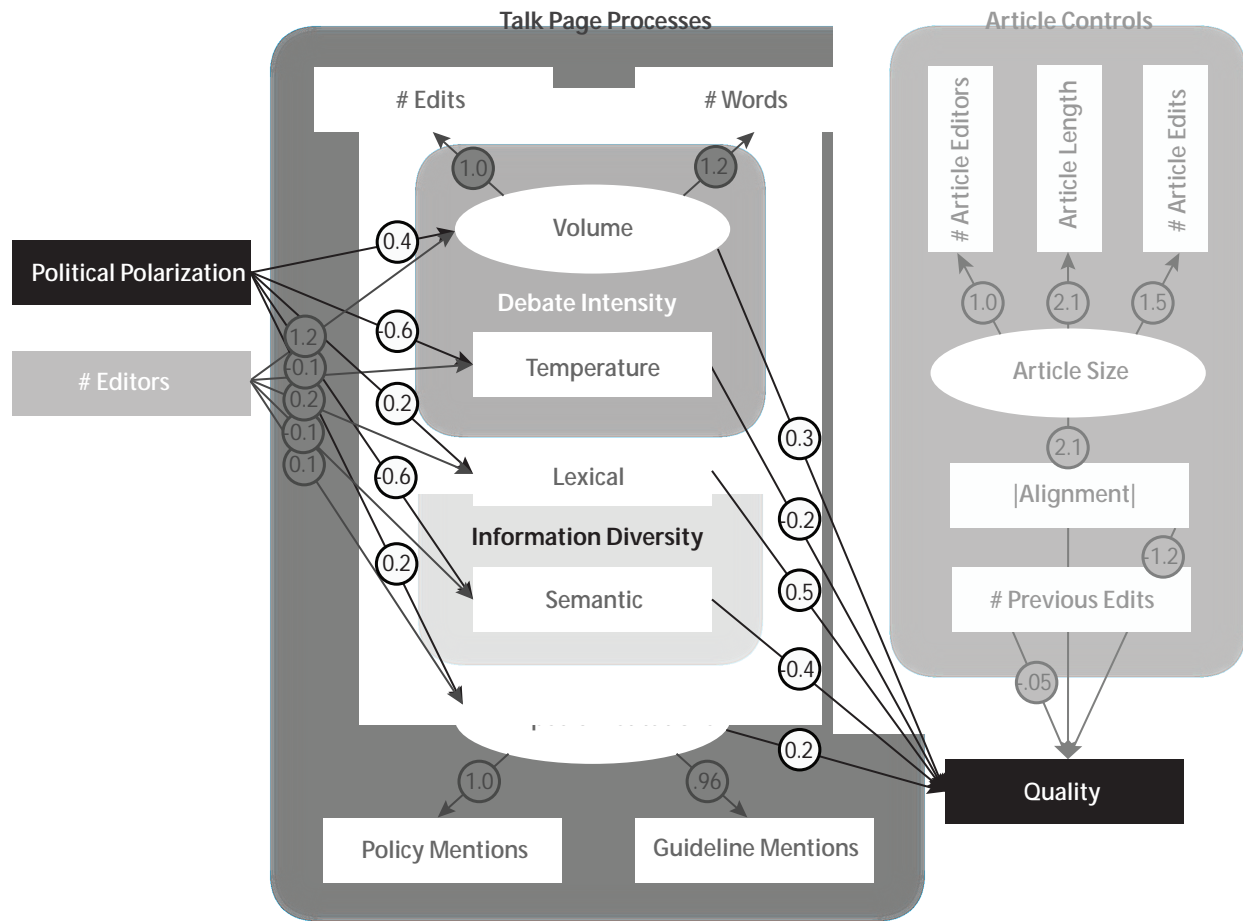 Talk Page Processes
Article Controls
# Edits
# Words
# Article Editors
Article Length
# Article Edits
1.0
1.2
Volume
0.4
Political Polarization
Debate Intensity
1.0
2.1
1.5
-0.6
1.2
Temperature
Article Size
# Editors
-0.1
0.2
0.2
-0.1
0.3
2.1
0.1
-0.6
Lexical
|Alignment|
-0.2
Information Diversity
-1.2
0.2
0.5
Semantic
# Previous Edits
-0.4
-.05
0.2
1.0
.96
Quality
Policy Mentions
Guideline Mentions